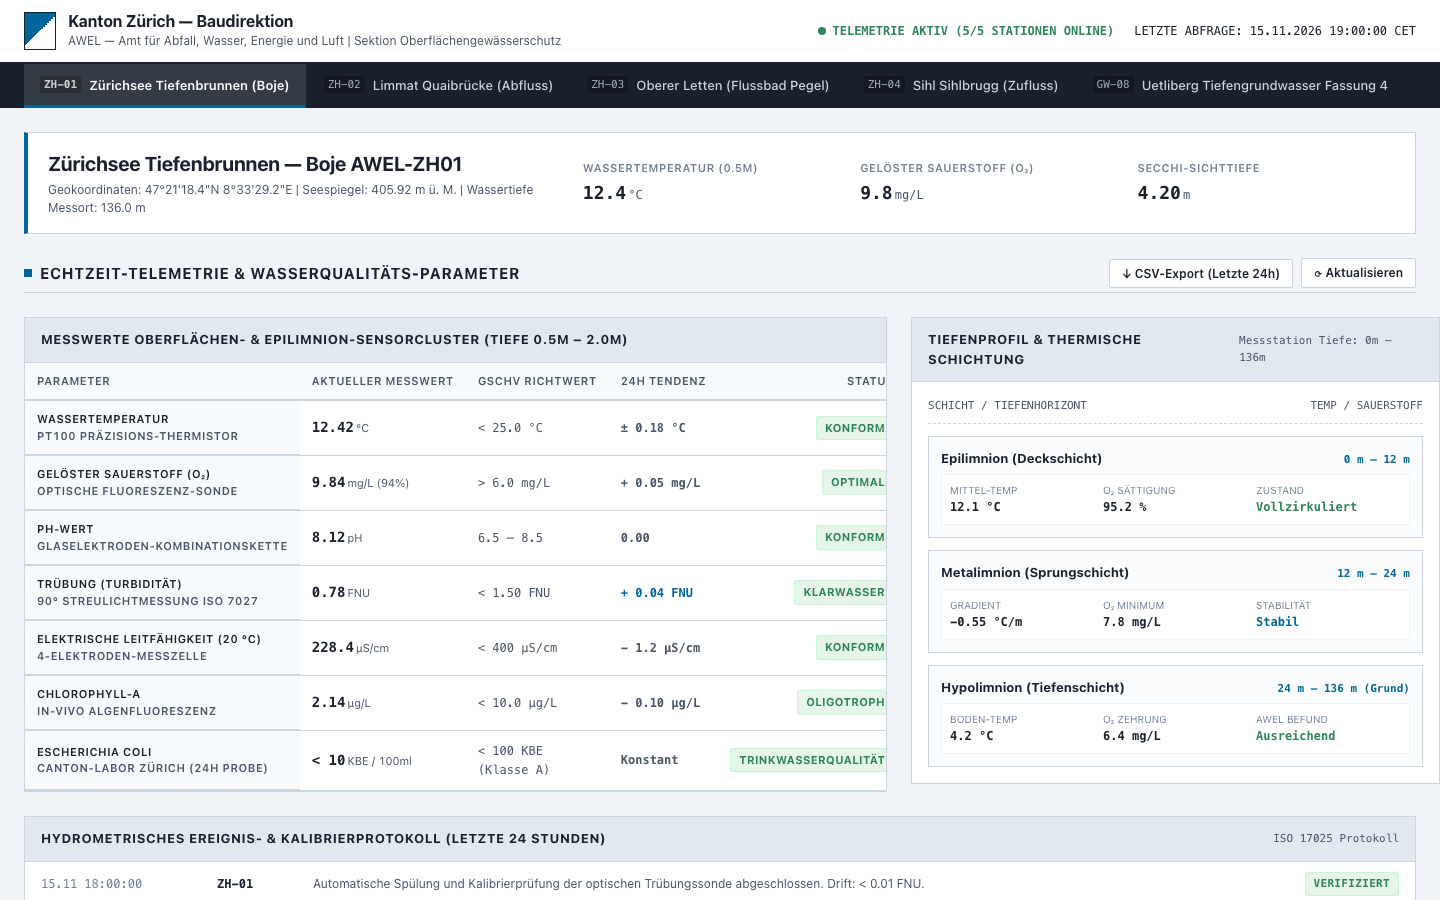 Kanton Zürich — Baudirektion
AWEL — Amt für Abfall, Wasser, Energie und Luft | Sektion Oberflächengewässerschutz
TELEMETRIE AKTIV (5/5 STATIONEN ONLINE)
LETZTE ABFRAGE: 15.11.2026 19:00:00 CET
ZH-01 Zürichsee Tiefenbrunnen (Boje)
ZH-02 Limmat Quaibrücke (Abfluss)
ZH-03 Oberer Letten (Flussbad Pegel)
ZH-04 Sihl Sihlbrugg (Zufluss)
GW-08 Uetliberg Tiefengrundwasser Fassung 4
Zürichsee Tiefenbrunnen — Boje AWEL-ZH01
Geokoordinaten: 47°21'18.4"N 8°33'29.2"E | Seespiegel: 405.92 m ü. M. | Wassertiefe
Messort: 136.0 m
WASSERTEMPERATUR (0.5M)
12.4 °C
GELÖSTER SAUERSTOFF (O₂)
9.8 mg/L
SECCHI-SICHTTIEFE
4.20 m
ECHTZEIT-TELEMETRIE & WASSERQUALITÄTS-PARAMETER
↓ CSV-Export (Letzte 24h)
⟳ Aktualisieren
MESSWERTE OBERFLÄCHEN- & EPILIMNION-SENSORCLUSTER (TIEFE 0.5M – 2.0M)
PARAMETER AKTUELLER MESSWERT GSCHV RICHTWERT 24H TENDENZ STATU
WASSERTEMPERATUR
PT100 PRÄZISIONS-THERMISTOR
12.42 °C < 25.0 °C ± 0.18 °C KONFORM
GELÖSTER SAUERSTOFF (O₂)
OPTISCHE FLUORESZENZ-SONDE
9.84 mg/L (94%) > 6.0 mg/L + 0.05 mg/L OPTIMAL
PH-WERT
GLASELEKTRODEN-KOMBINATIONSKETTE
8.12 pH 6.5 – 8.5 0.00 KONFORM
TRÜBUNG (TURBIDITÄT)
90° STREULICHTMESSUNG ISO 7027
0.78 FNU < 1.50 FNU + 0.04 FNU KLARWASSER
ELEKTRISCHE LEITFÄHIGKEIT (20 °C)
4-ELEKTRODEN-MESSZELLE
228.4 µS/cm < 400 µS/cm – 1.2 µS/cm KONFORM
CHLOROPHYLL-A
IN-VIVO ALGENFLUORESZENZ
2.14 µg/L < 10.0 µg/L – 0.10 µg/L OLIGOTROPH
ESCHERICHIA COLI
CANTON-LABOR ZÜRICH (24H PROBE)
< 10 KBE / 100ml < 100 KBE (Klasse A) Konstant TRINKWASSERQUALITÄT
TIEFENPROFIL & THERMISCHE SCHICHTUNG
Messstation Tiefe: 0m – 136m
SCHICHT / TIEFENHORIZONT TEMP / SAUERSTOFF
Epilimnion (Deckschicht) 0 m – 12 m
MITTEL-TEMP O₂ SÄTTIGUNG ZUSTAND
12.1 °C 95.2 % Vollzirkuliert
Metalimnion (Sprungschicht) 12 m – 24 m
GRADIENT O₂ MINIMUM STABILITÄT
−0.55 °C/m 7.8 mg/L Stabil
Hypolimnion (Tiefenschicht) 24 m – 136 m (Grund)
BODEN-TEMP O₂ ZEHRUNG AWEL BEFUND
4.2 °C 6.4 mg/L Ausreichend
HYDROMETRISCHES EREIGNIS- & KALIBRIERPROTOKOLL (LETZTE 24 STUNDEN)
ISO 17025 Protokoll
15.11 18:00:00 ZH-01 Automatische Spülung und Kalibrierprüfung der optischen Trübungssonde abgeschlossen. Drift: < 0.01 FNU. VERIFIZIERT